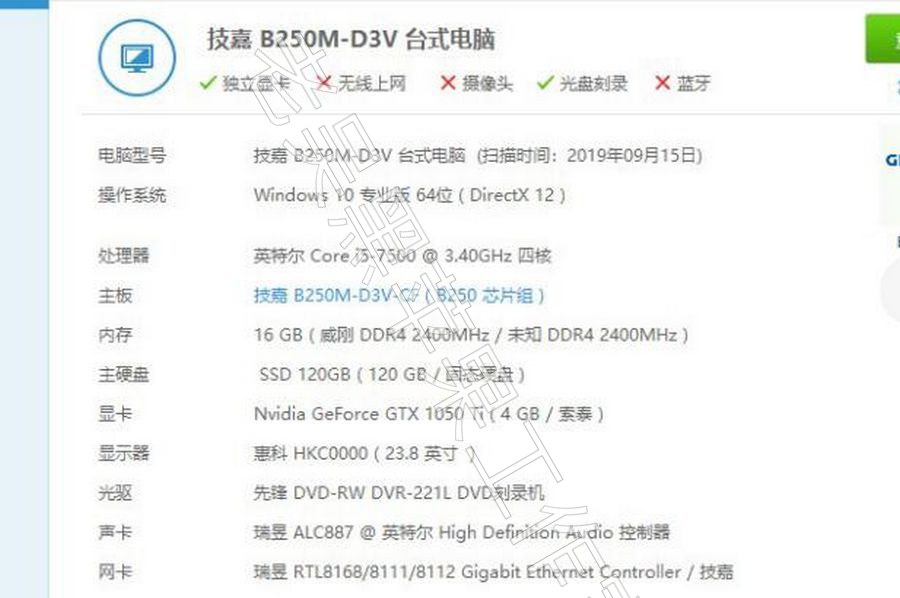 技嘉 B250M-D3V 台式电脑
独立显卡 无线上网 摄像头 光盘刻录 蓝牙
电脑型号 技嘉 B250M-D3V 台式电脑 (扫描时间：2019年09月15日)
操作系统 Windows 10 专业版 64位 ( DirectX 12 )
处理器 英特尔 Core i5-7500 @ 3.40GHz 四核
主板 技嘉 B250M-D3V-CF ( B250 芯片组 )
内存 16 GB ( 威刚 DDR4 2400MHz / 未知 DDR4 2400MHz )
主硬盘 SSD 120GB ( 120 GB / 固态硬盘 )
显卡 Nvidia GeForce GTX 1050 Ti ( 4 GB / 索泰 )
显示器 惠科 HKC0000 ( 23.8 英寸 )
光驱 先锋 DVD-RW DVR-221L DVD刻录机
声卡 瑞昱 ALC887 @ 英特尔 High Definition Audio 控制器
网卡 瑞昱 RTL8168/8111/8112 Gigabit Ethernet Controller / 技嘉
老吴黑苹果工作室